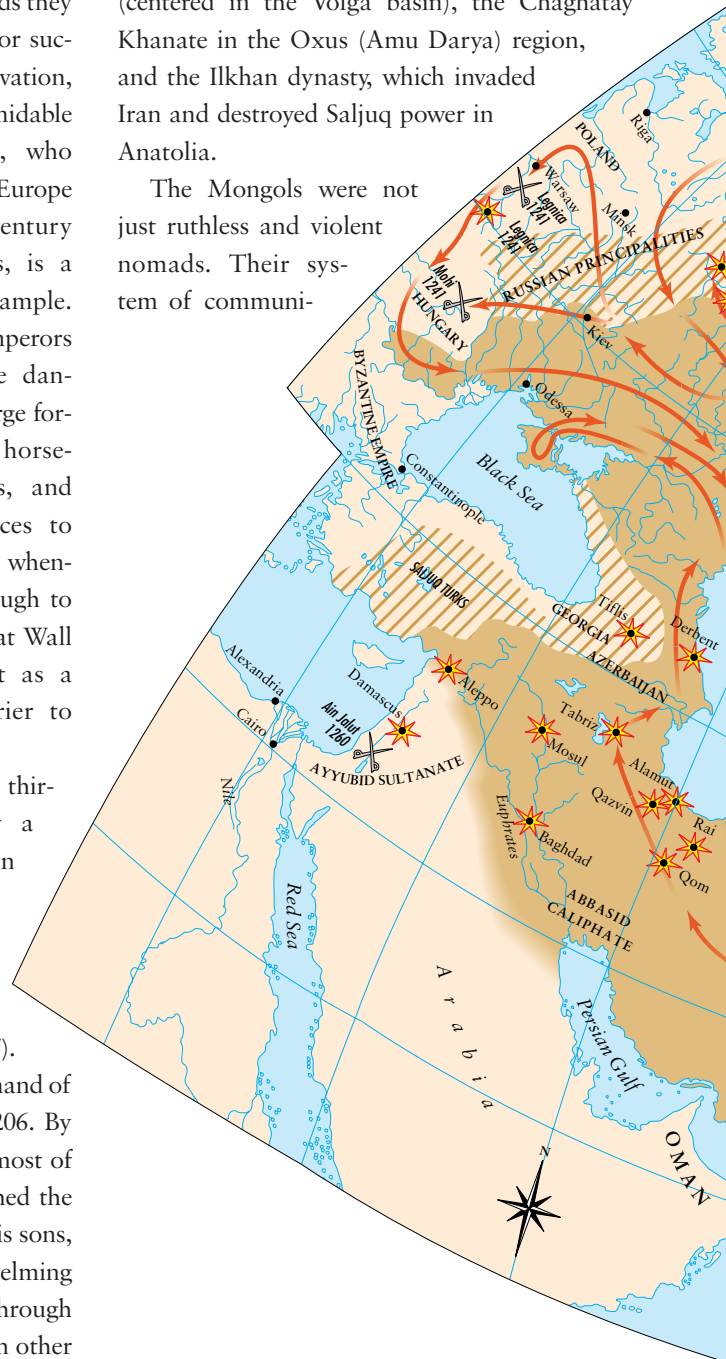 ds they
or suc-
vation,
nidable
, who
Europe
entury
s, is a
ample.
nperors
e dan-
rge for-
horse-
s, and
ces to
when-
ugh to
at Wall
t as a
rier to
thir-
a
n
).
nand of
206. By
most of
ned the
is sons,
elming
hrough
n other
(centered in the Volga basin), the Chaghatay
Khanate in the Oxus (Amu Darya) region,
and the Ilkhan dynasty, which invaded
Iran and destroyed Saljuq power in
Anatolia.
The Mongols were not
just ruthless and violent
nomads. Their sys-
tem of communi-
Riga
POLAND
Warsaw
Legnica
1241
Minsk
Legnica
1241
RUSSIAN PRINCIPALITIES
Mohi
1241
HUNGARY
Kiev
BYZANTINE EMPIRE
Odessa
Constantinople
Black Sea
SALJUQ TURKS
Tiflis
GEORGIA
Derbent
AZERBAIJAN
Alexandria
Damascus
Aleppo
Cairo
Ain Jalut
1260
Tabriz
Mosul
AYYUBID SULTANATE
Alamut
Nile
Qazvin
Rai
Euphrates
Baghdad
Qom
ABBASID
CALIPHATE
Red Sea
Arabia
Persian Gulf
OMAN
N